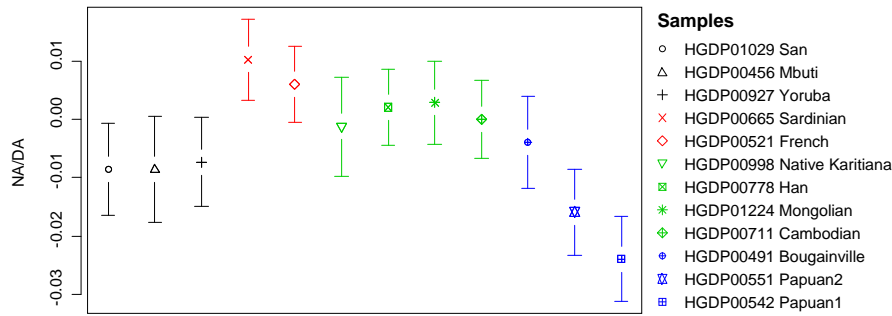 NA/DA
0.01
0.00
-0.01
-0.02
-0.03
Samples
HGDP01029 San
HGDP00456 Mbuti
HGDP00927 Yoruba
HGDP00665 Sardinian
HGDP00521 French
HGDP00998 Native Karitiana
HGDP00778 Han
HGDP01224 Mongolian
HGDP00711 Cambodian
HGDP00491 Bougainville
HGDP00551 Papuan2
HGDP00542 Papuan1